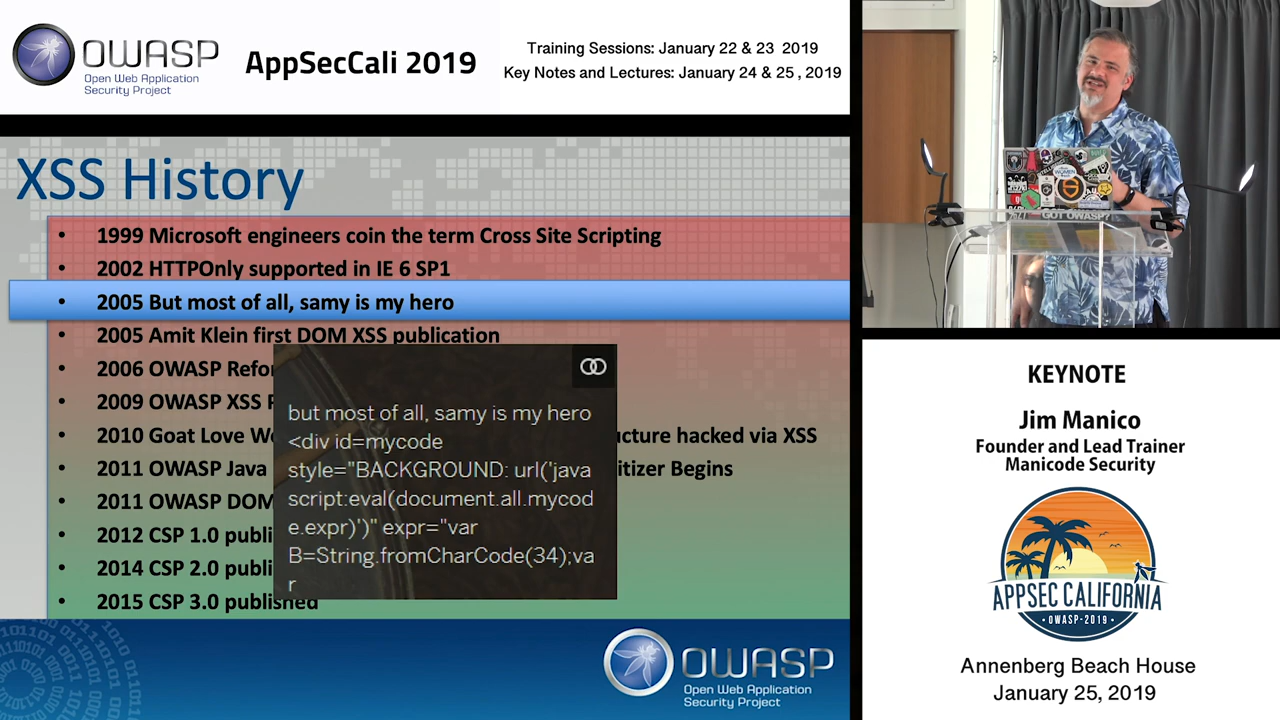 OWASP
Open Web Application
Security Project
AppSecCali 2019
Training Sessions: January 22 & 23 2019
Key Notes and Lectures: January 24 & 25, 2019
XSS History
• 1999 Microsoft engineers coin the term Cross Site Scripting
• 2002 HTTPOnly supported in IE 6 SP1
• 2005 But most of all, samy is my hero
• 2005 Amit Klein first DOM XSS publication
• 2006 OWASP
• 2009 OWASP XSS
• 2010 Goat Love hacked via XSS
• 2011 OWASP Java Begins
• 2011 OWASP DOM
• 2012 CSP 1.0
• 2014 CSP 2.0
• 2015 CSP 3.0 published
but most of all, samy is my hero
<div id=mycode
style="BACKGROUND: url('java
script:eval(document.all.mycod
e.expr)')" expr="var
B=String.fromCharCode(34);va
r
OWASP
Open Web Application
Security Project
GOT OWASP?
KEYNOTE
Jim Manico
Founder and Lead Trainer
Manicode Security
APPSEC CALIFORNIA
• OWASP-2019 •
Annenberg Beach House
January 25, 2019